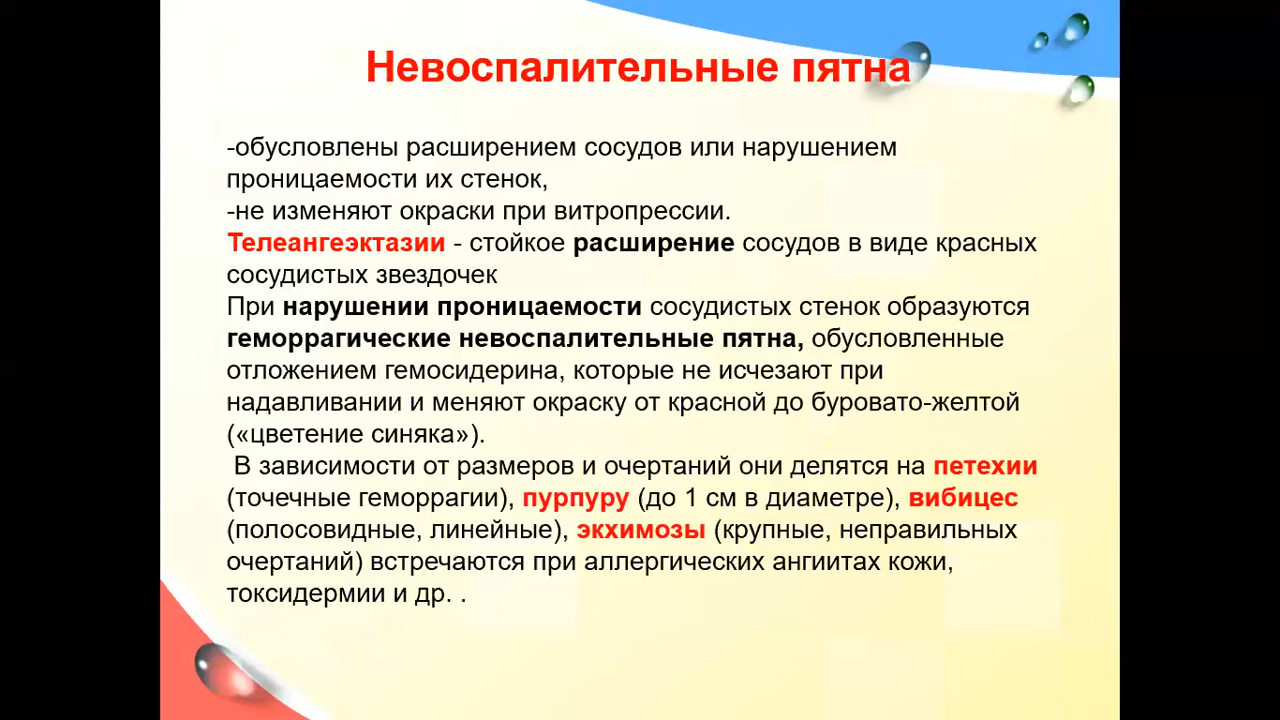 Невоспалительные пятна
-обусловлены расширением сосудов или нарушением
проницаемости их стенок,
-не изменяют окраски при витропрессии.
Телеангеэктазии - стойкое расширение сосудов в виде красных
сосудистых звездочек
При нарушении проницаемости сосудистых стенок образуются
геморрагические невоспалительные пятна, обусловленные
отложением гемосидерина, которые не исчезают при
надавливании и меняют окраску от красной до буровато-желтой
(«цветение синяка»).
В зависимости от размеров и очертаний они делятся на петехии
(точечные геморрагии), пурпуру (до 1 см в диаметре), вибицес
(полосовидные, линейные), экхимозы (крупные, неправильных
очертаний) встречаются при аллергических ангиитах кожи,
токсидермии и др. .